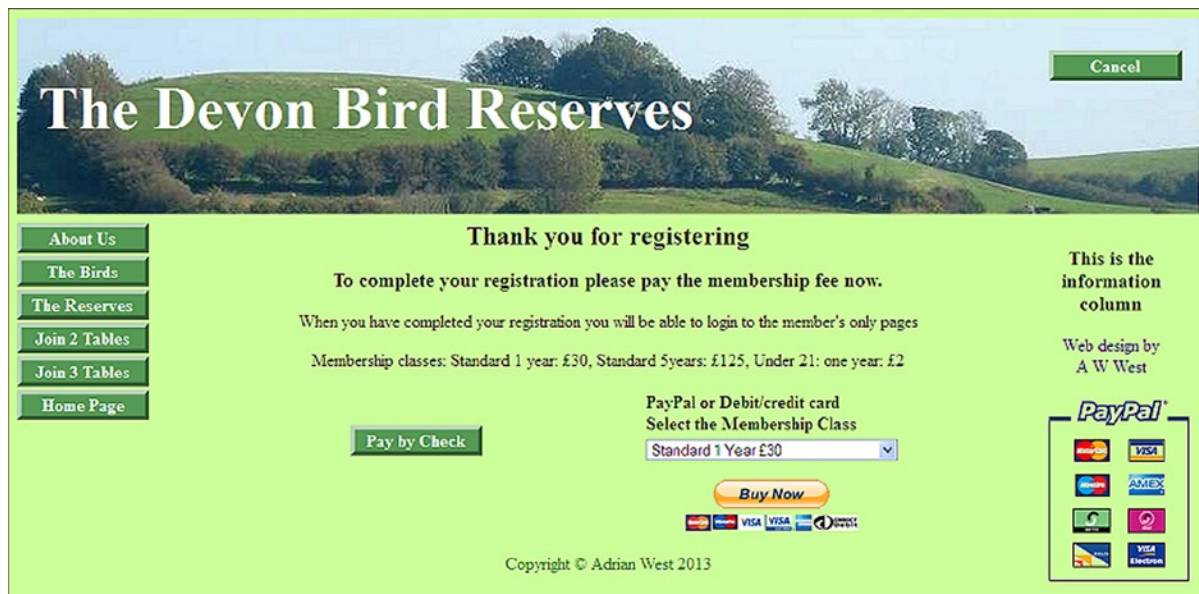 The Devon Bird Reserves
Cancel
About Us
The Birds
The Reserves
Join 2 Tables
Join 3 Tables
Home Page
Thank you for registering
To complete your registration please pay the membership fee now.
When you have completed your registration you will be able to login to the member's only pages
Membership classes: Standard 1 year: £30, Standard 5years: £125, Under 21: one year: £2
Pay by Check
PayPal or Debit/credit card
Select the Membership Class
Standard 1 Year £30
Buy Now
VISA VISA
Copyright © Adrian West 2013
This is the
information
column
Web design by
A W West
PayPal
MasterCard VISA
AMEX
VISA
Electron